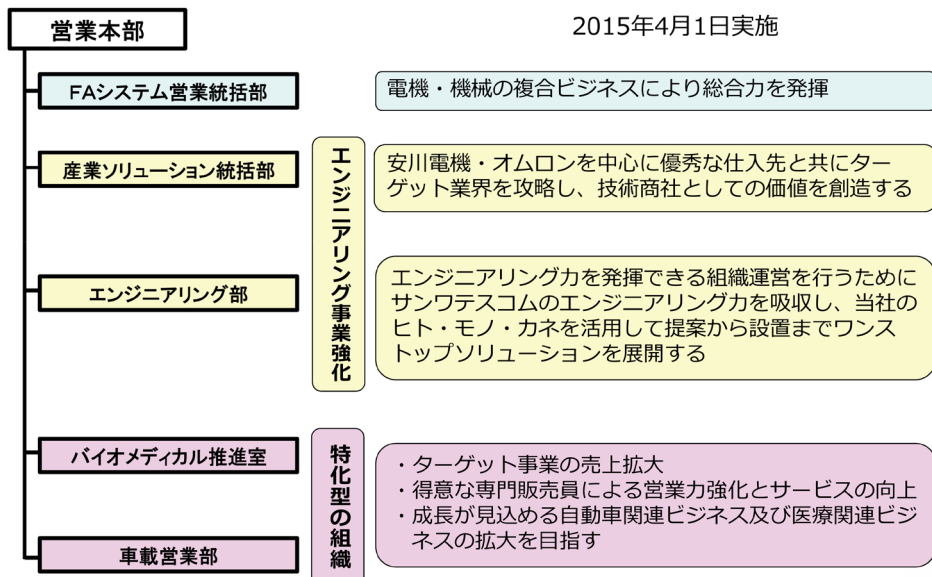 営業本部
2015年4月1日実施
FAシステム営業統括部
電機・機械の複合ビジネスにより総合力を発揮
産業ソリューション統括部
エンジニアリング事業強化
安川電機・オムロンを中心に優秀な仕入先と共にター
ゲット業界を攻略し、技術商社としての価値を創造する
エンジニアリング部
エンジニアリング力を発揮できる組織運営を行うために
サンワテスコムのエンジニアリング力を吸収し、当社の
ヒト・モノ・カネを活用して提案から設置までワンス
トップソリューションを展開する
バイオメディカル推進室
特化型の組織
・ターゲット事業の売上拡大
・得意な専門販売員による営業力強化とサービスの向上
・成長が見込める自動車関連ビジネス及び医療関連ビジ
ネスの拡大を目指す
車載営業部